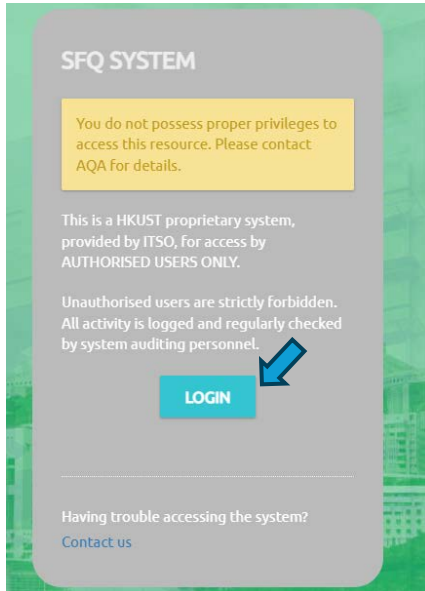 SFQ SYSTEM
You do not possess proper privileges to
access this resource. Please contact
AQA for details.
This is a HKUST proprietary system,
provided by ITSO, for access by
AUTHORISED USERS ONLY.
Unauthorised users are strictly forbidden.
All activity is logged and regularly checked
by system auditing personnel.
LOGIN
Having trouble accessing the system?
Contact us